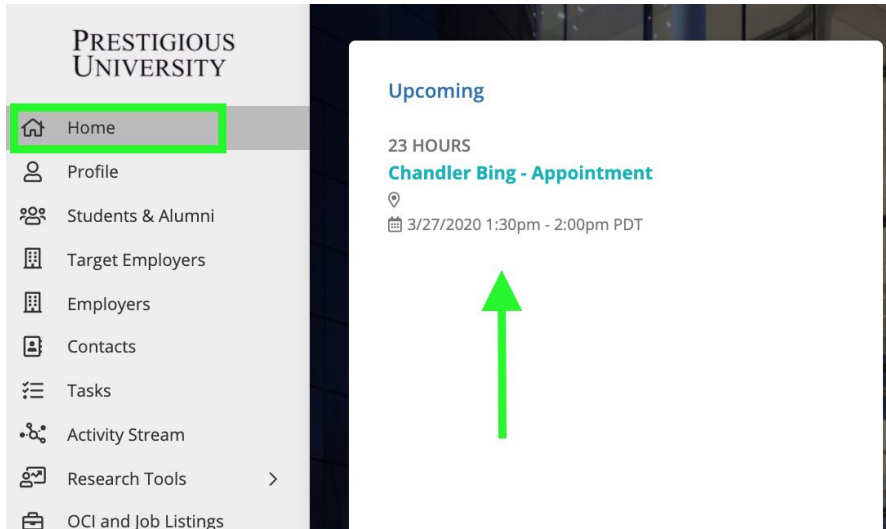 PRESTIGIOUS
UNIVERSITY
Home
Profile
Students & Alumni
Target Employers
Employers
Contacts
Tasks
Activity Stream
Research Tools
OCI and Job Listings
Upcoming
23 HOURS
Chandler Bing - Appointment
3/27/2020 1:30pm - 2:00pm PDT